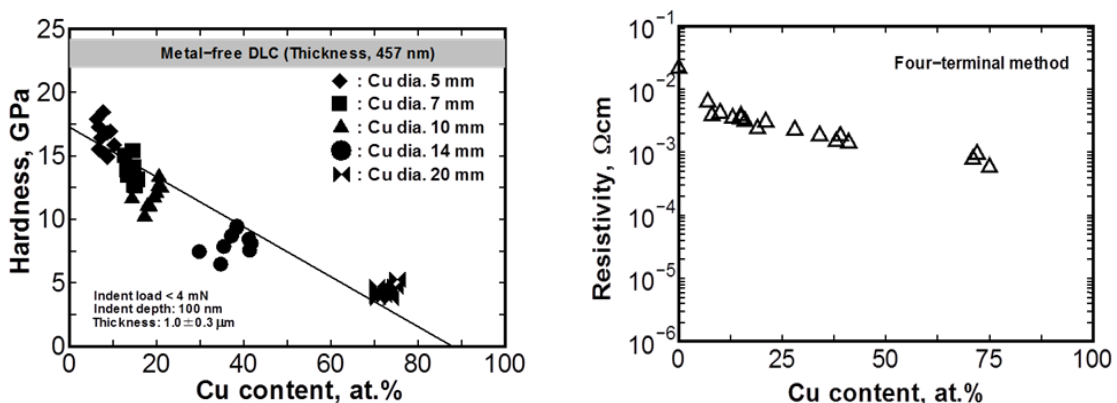 25
20
15
10
5
0
Hardness, GPa
Metal−free DLC (Thickness, 457 nm)
: Cu dia. 5 mm
: Cu dia. 7 mm
: Cu dia. 10 mm
: Cu dia. 14 mm
: Cu dia. 20 mm
Indent load < 4 mN
Indent depth: 100 nm
Thickness: 1.0±0.3 μm
0 20 40 60 80 100
Cu content, at.%
10−1
10−2
10−3
10−4
10−5
10−6
Resistivity, Ωcm
Four−terminal method
0 25 50 75 100
Cu content, at.%